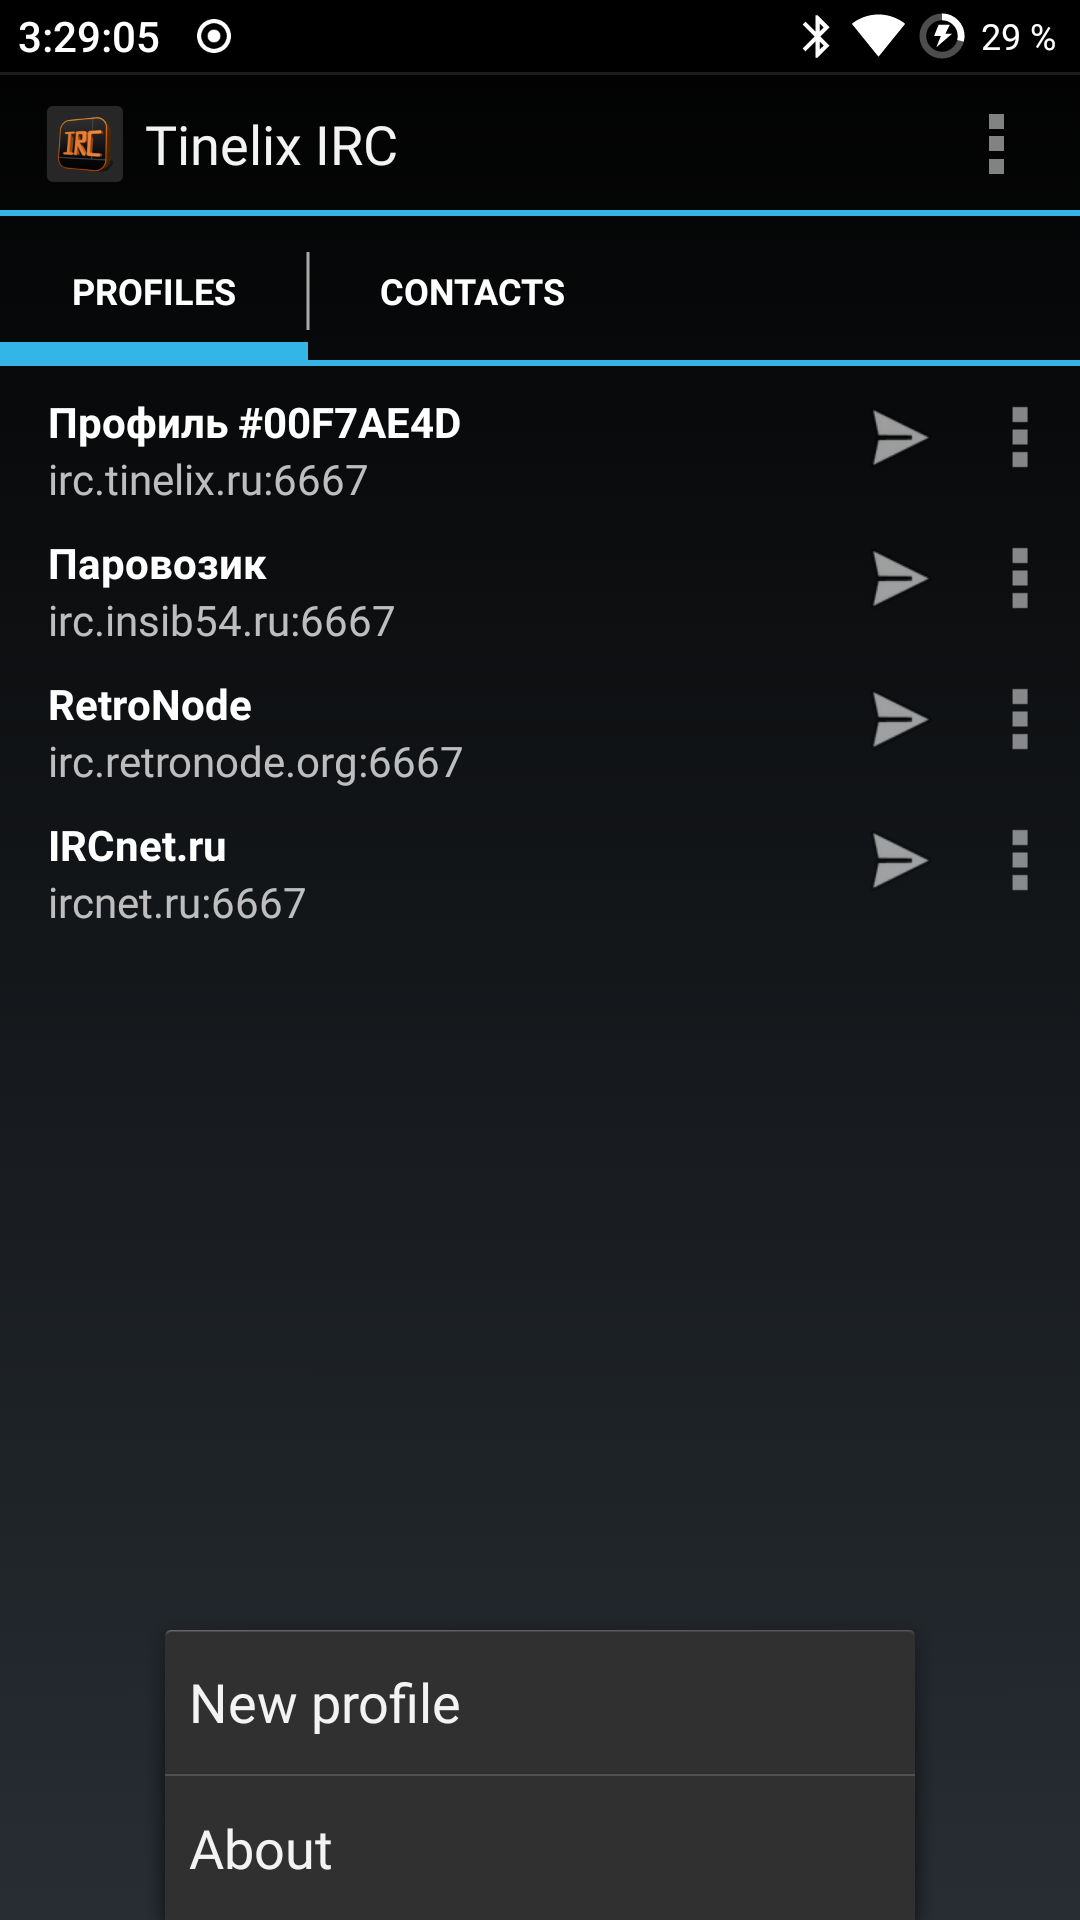 3:29:05
29 %
IRC
Tinelix IRC
PROFILES
CONTACTS
Профиль #00F7AE4D
irc.tinelix.ru:6667
Паровозик
irc.insib54.ru:6667
RetroNode
irc.retronode.org:6667
IRCnet.ru
ircnet.ru:6667
New profile
About